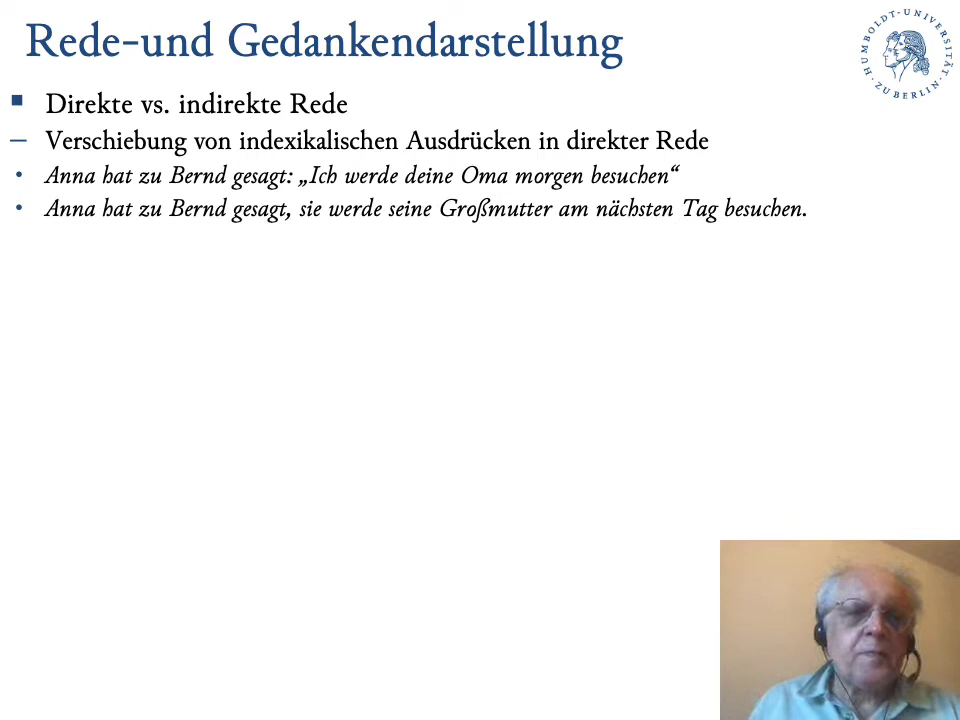 Rede-und Gedankendarstellung
HUMBOLDT-UNIVERSITÄT
· ZU BERLIN ·
■ Direkte vs. indirekte Rede
– Verschiebung von indexikalischen Ausdrücken in direkter Rede
• Anna hat zu Bernd gesagt: „Ich werde deine Oma morgen besuchen“
• Anna hat zu Bernd gesagt, sie werde seine Großmutter am nächsten Tag besuchen.